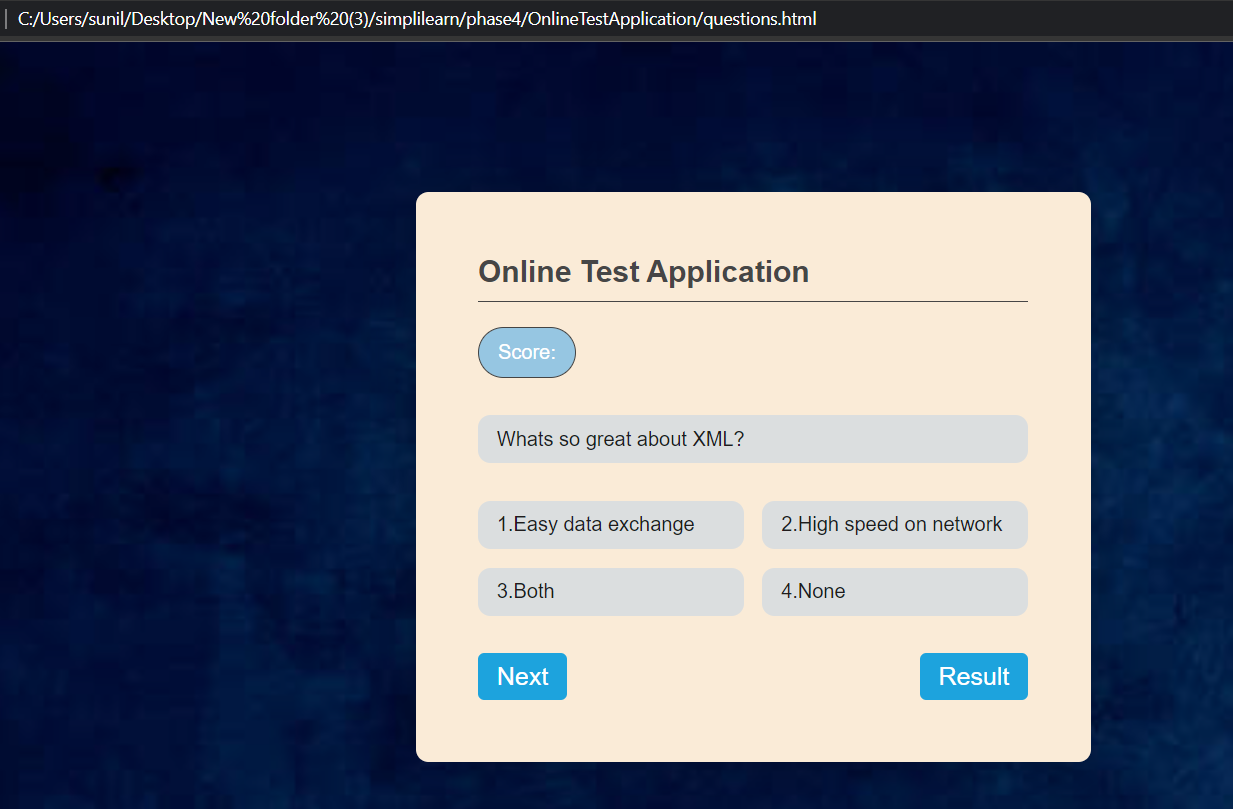 C:/Users/sunil/Desktop/New%20folder%20(3)/simplilearn/phase4/OnlineTestApplication/questions.html
Online Test Application
Score:
Whats so great about XML?
1.Easy data exchange
2.High speed on network
3.Both
4.None
Next
Result